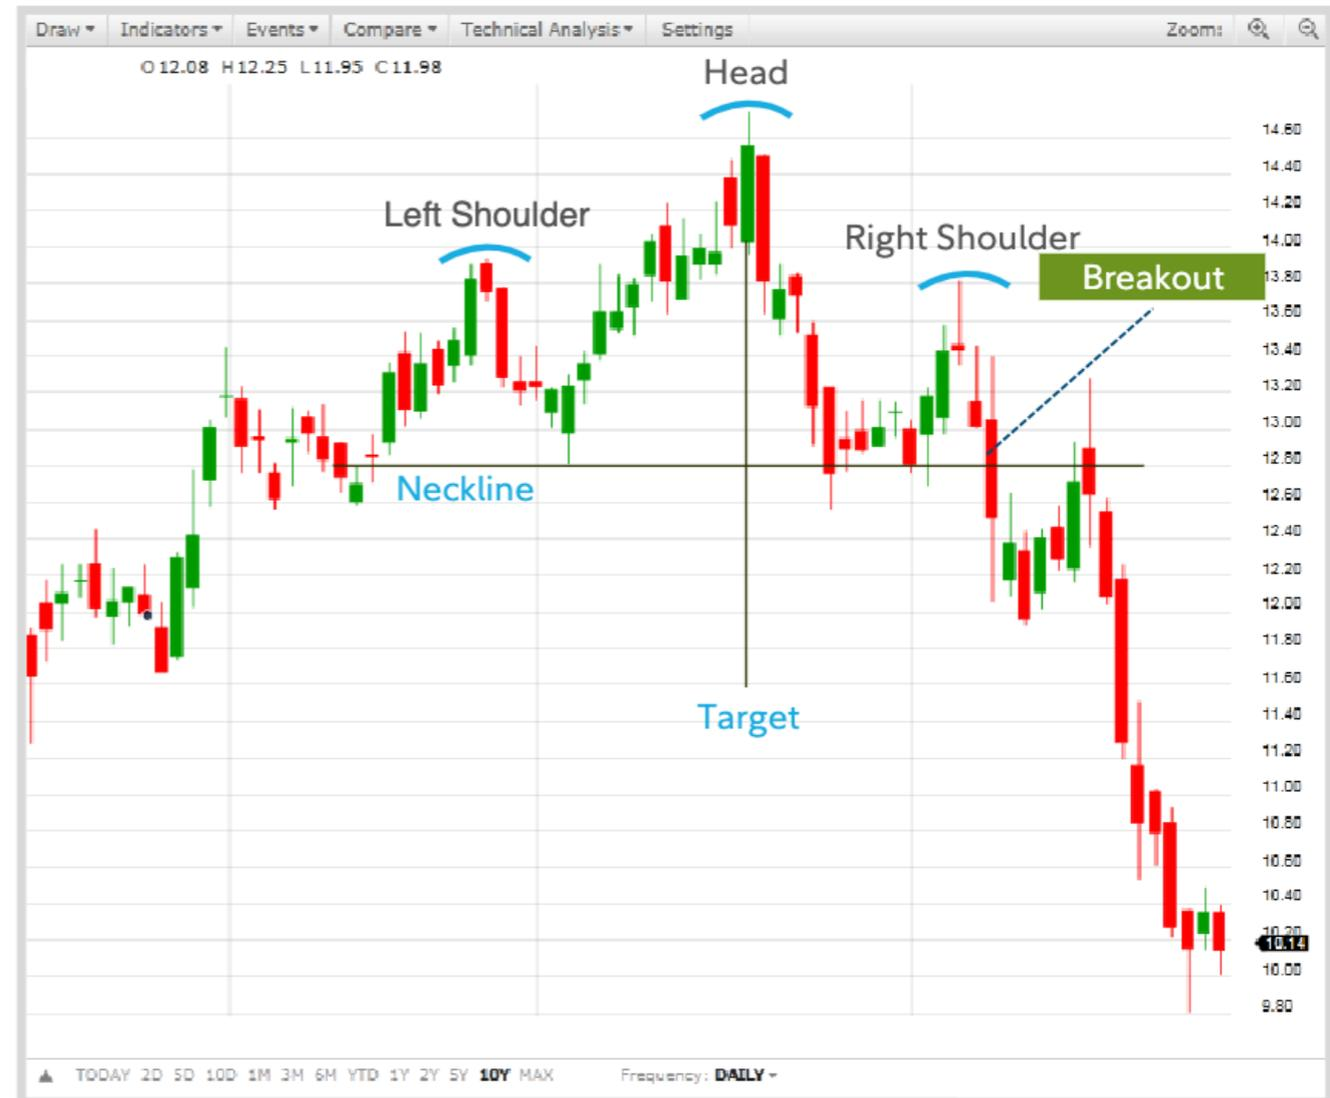 Draw Indicators Events Compare Technical Analysis Settings Zoom:
O 12.08 H 12.25 L 11.95 C 11.98
Head
Left Shoulder
Right Shoulder
Breakout
Neckline
Target
14.60
14.40
14.20
14.00
13.80
13.60
13.40
13.20
13.00
12.80
12.60
12.40
12.20
12.00
11.80
11.60
11.40
11.20
11.00
10.80
10.60
10.40
10.20
10.14
10.00
9.80
TODAY 2D 5D 10D 1M 3M 6M YTD 1Y 2Y 5Y 10Y MAX Frequency: DAILY